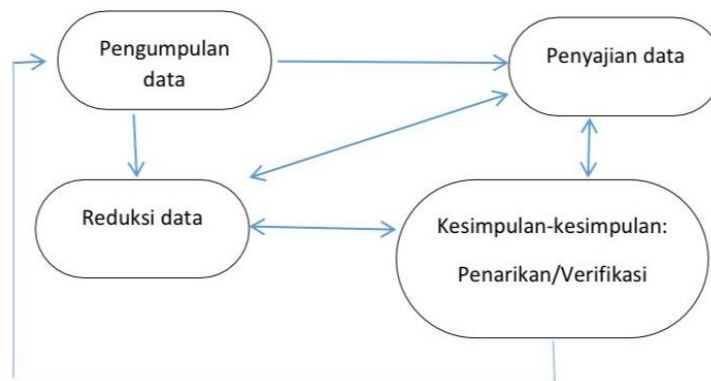 Pengumpulan
data
Penyajian data
Reduksi data
Kesimpulan-kesimpulan:
Penarikan/Verifikasi